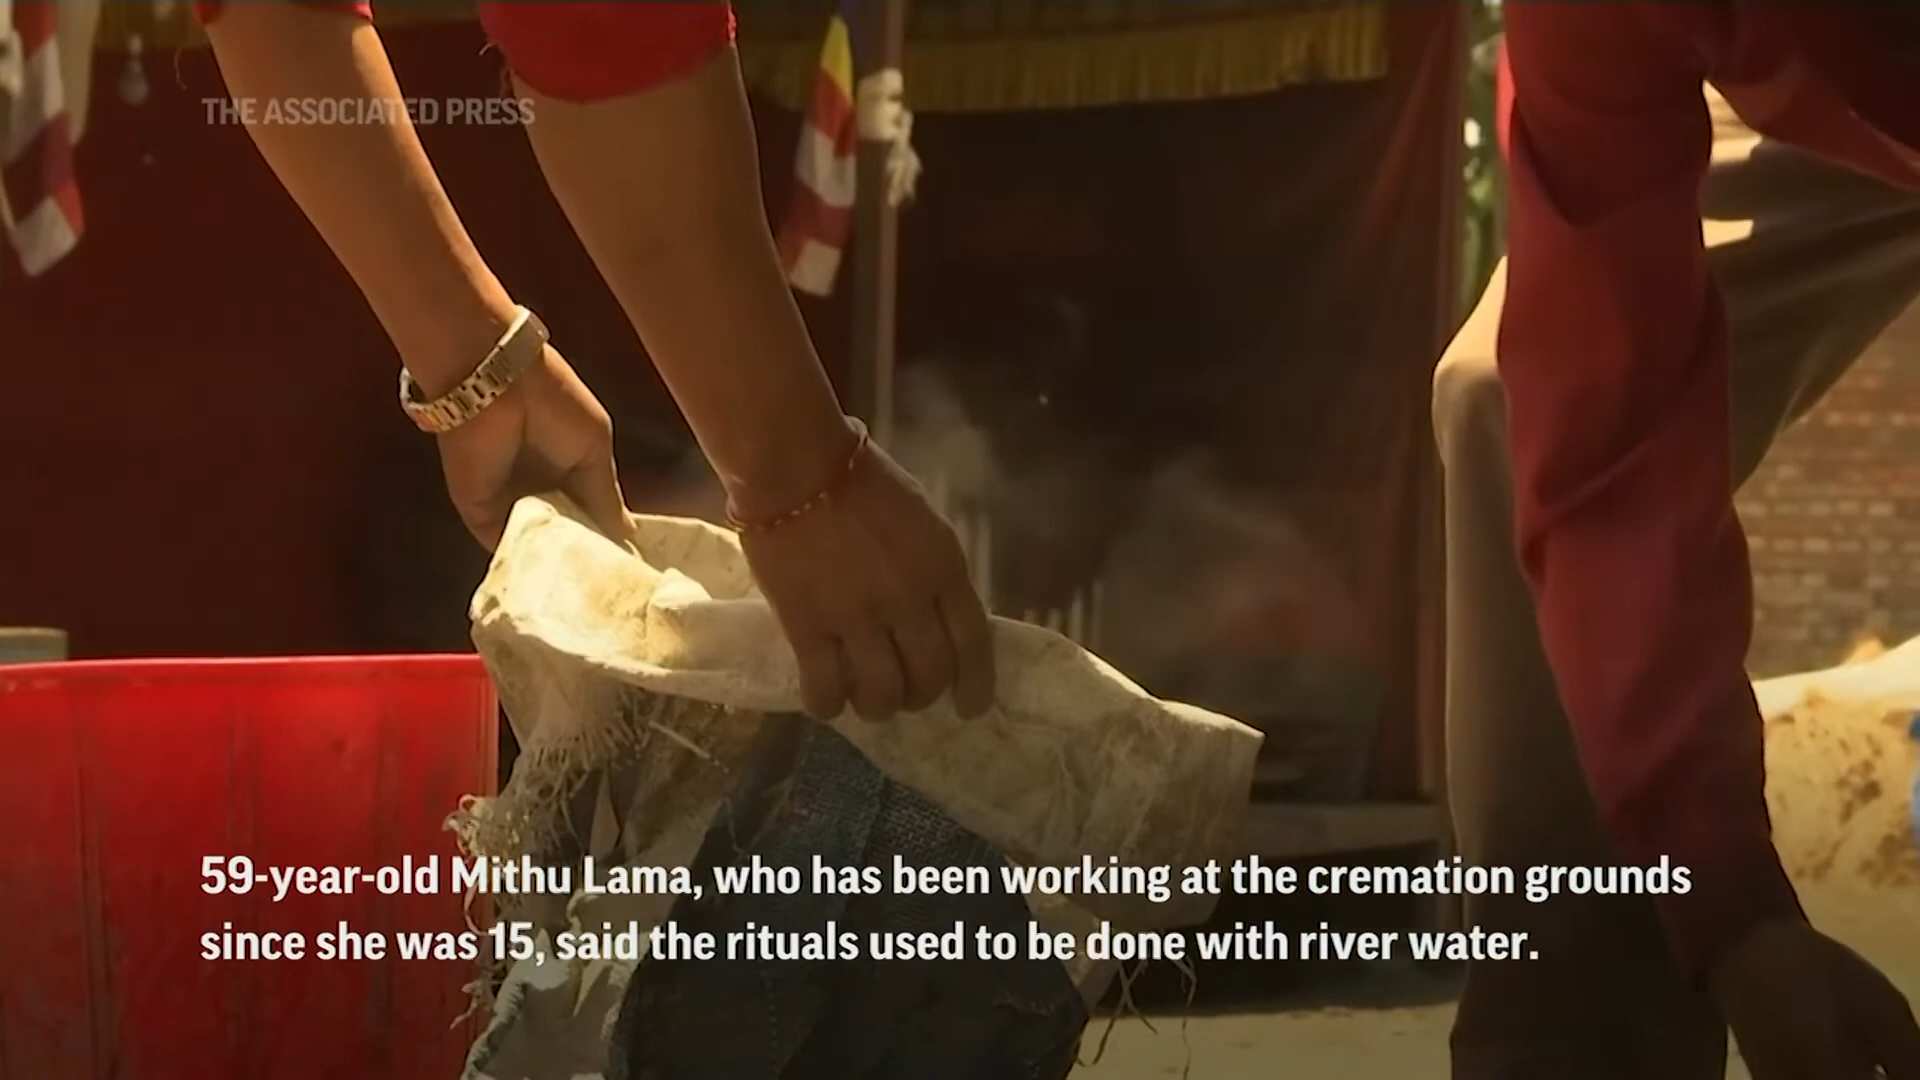 THE ASSOCIATED PRESS
59-year-old Mithu Lama, who has been working at the cremation grounds
since she was 15, said the rituals used to be done with river water.